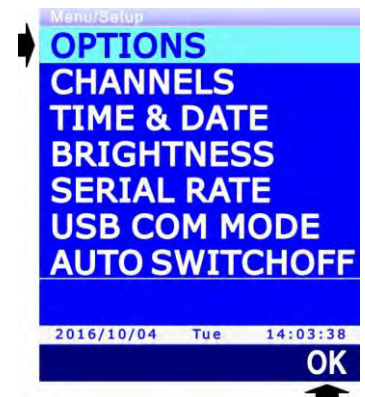 Menu/Setup
OPTIONS
CHANNELS
TIME & DATE
BRIGHTNESS
SERIAL RATE
USB COM MODE
AUTO SWITCHOFF
2016/10/04 Tue 14:03:38
OK